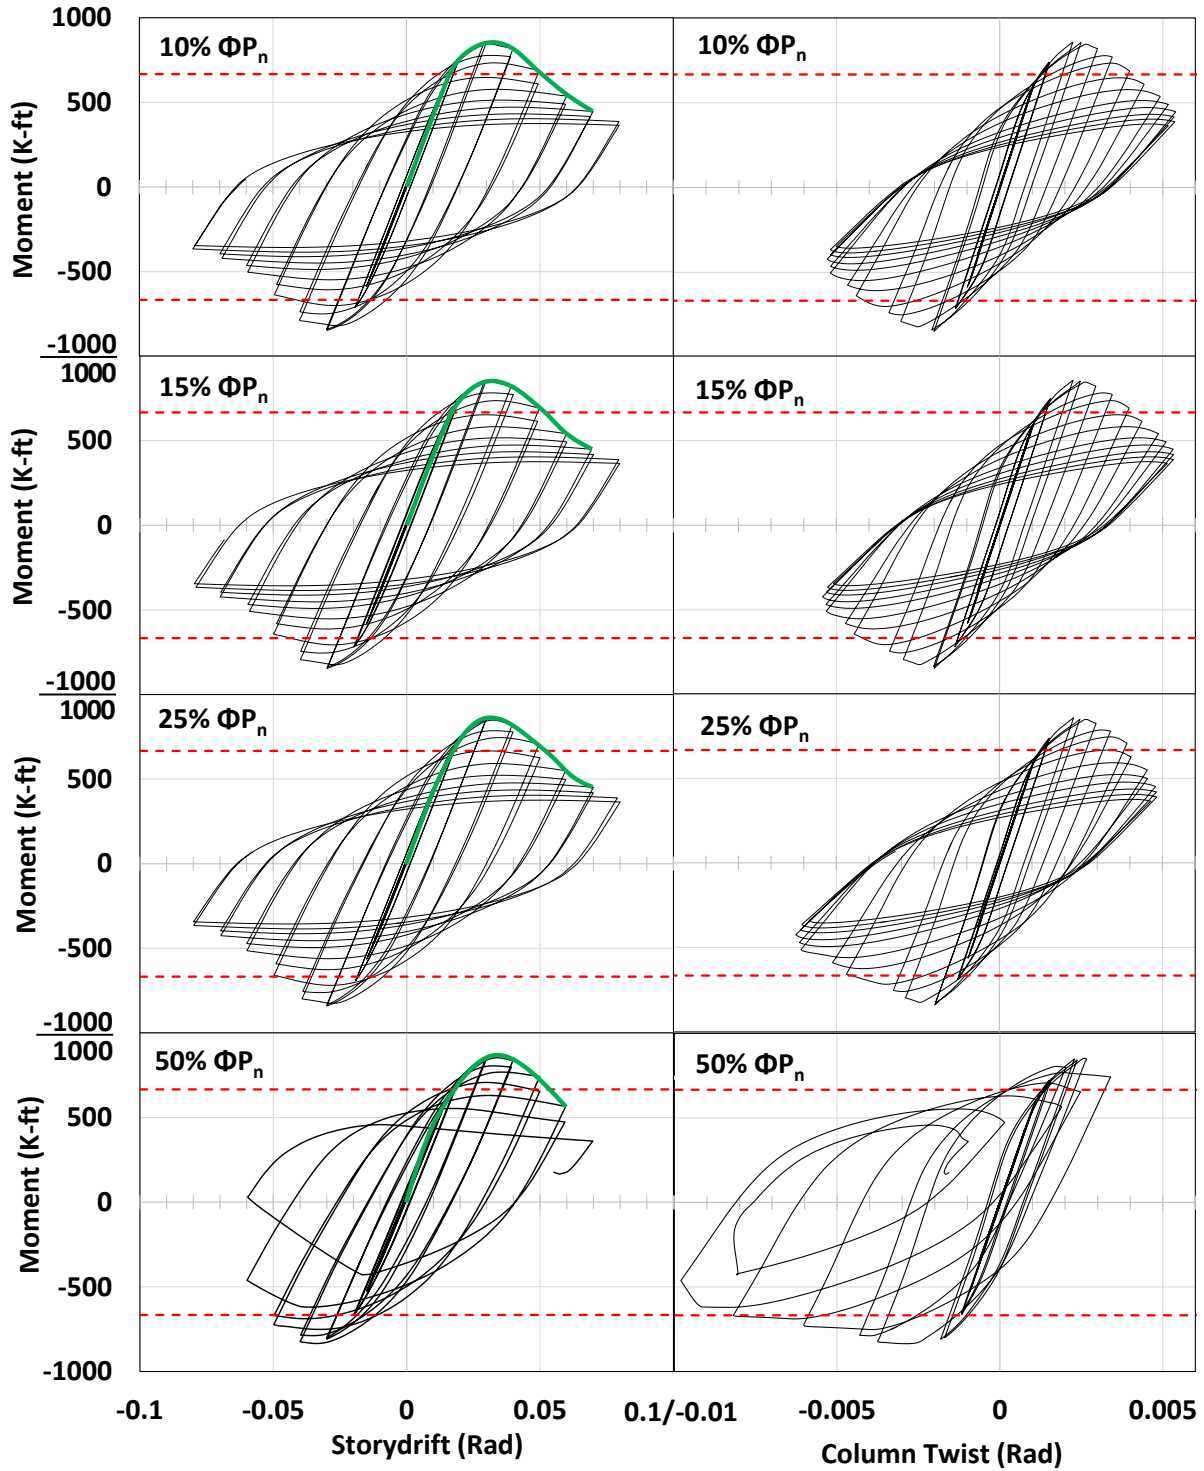 1000
10% ΦPn
10% ΦPn
500
0
-500
-1000
Moment (K-ft)
1000
15% ΦPn
15% ΦPn
500
0
-500
-1000
Moment (K-ft)
1000
25% ΦPn
25% ΦPn
500
0
-500
-1000
Moment (K-ft)
1000
50% ΦPn
50% ΦPn
500
0
-500
-1000
Moment (K-ft)
-0.1 -0.05 0 0.05 0.1/-0.01 -0.005 0 0.005
Storydrift (Rad)
Column Twist (Rad)